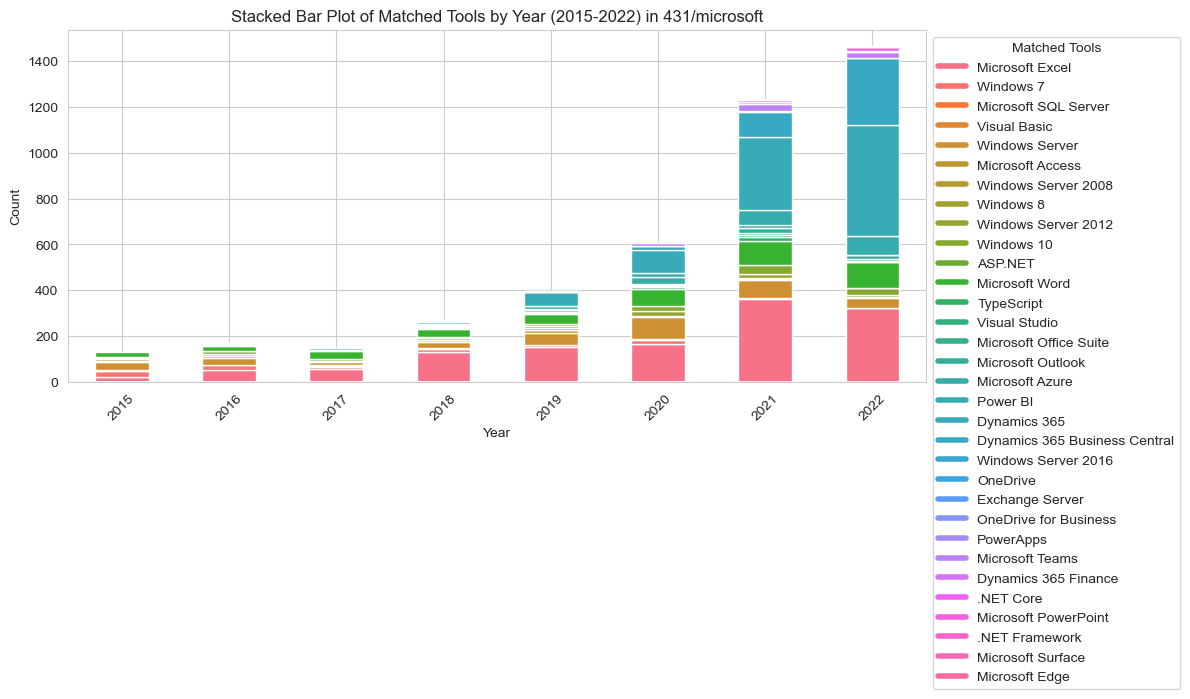 Stacked Bar Plot of Matched Tools by Year (2015-2022) in 431/microsoft
Count
1400
1200
1000
800
600
400
200
0
2015
2016
2017
2018
2019
2020
2021
2022
Year
Matched Tools
Microsoft Excel
Windows 7
Microsoft SQL Server
Visual Basic
Windows Server
Microsoft Access
Windows Server 2008
Windows 8
Windows Server 2012
Windows 10
ASP.NET
Microsoft Word
TypeScript
Visual Studio
Microsoft Office Suite
Microsoft Outlook
Microsoft Azure
Power BI
Dynamics 365
Dynamics 365 Business Central
Windows Server 2016
OneDrive
Exchange Server
OneDrive for Business
PowerApps
Microsoft Teams
Dynamics 365 Finance
.NET Core
Microsoft PowerPoint
.NET Framework
Microsoft Surface
Microsoft Edge